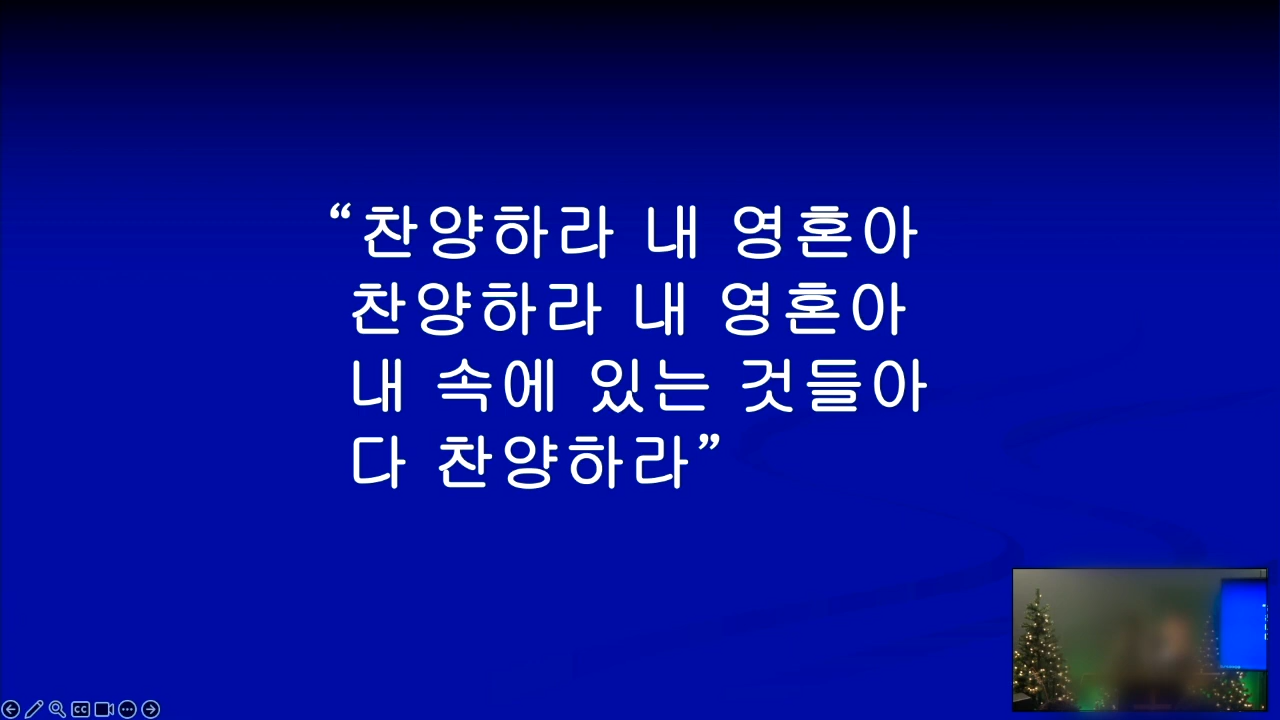 “찬양하라 내 영혼아
찬양하라 내 영혼아
내 속에 있는 것들아
다 찬양하라”
CC